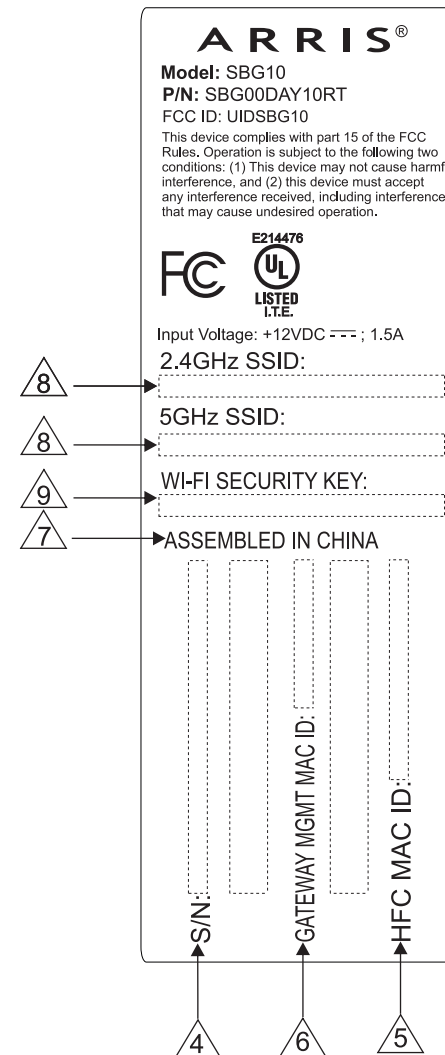 ARRIS®
Model: SBG10
P/N: SBG00DAY10RT
FCC ID: UIDSBG10
This device complies with part 15 of the FCC
Rules. Operation is subject to the following two
conditions: (1) This device may not cause harmf
interference, and (2) this device must accept
any interference received, including interference
that may cause undesired operation.
E214476
FC
UL
LISTED
I.T.E.
Input Voltage: +12VDC ⎓ ; 1.5A
2.4GHz SSID:
8
5GHz SSID:
8
WI-FI SECURITY KEY:
9
7
ASSEMBLED IN CHINA
S/N:
GATEWAY MGMT MAC ID:
HFC MAC ID:
4
6
5